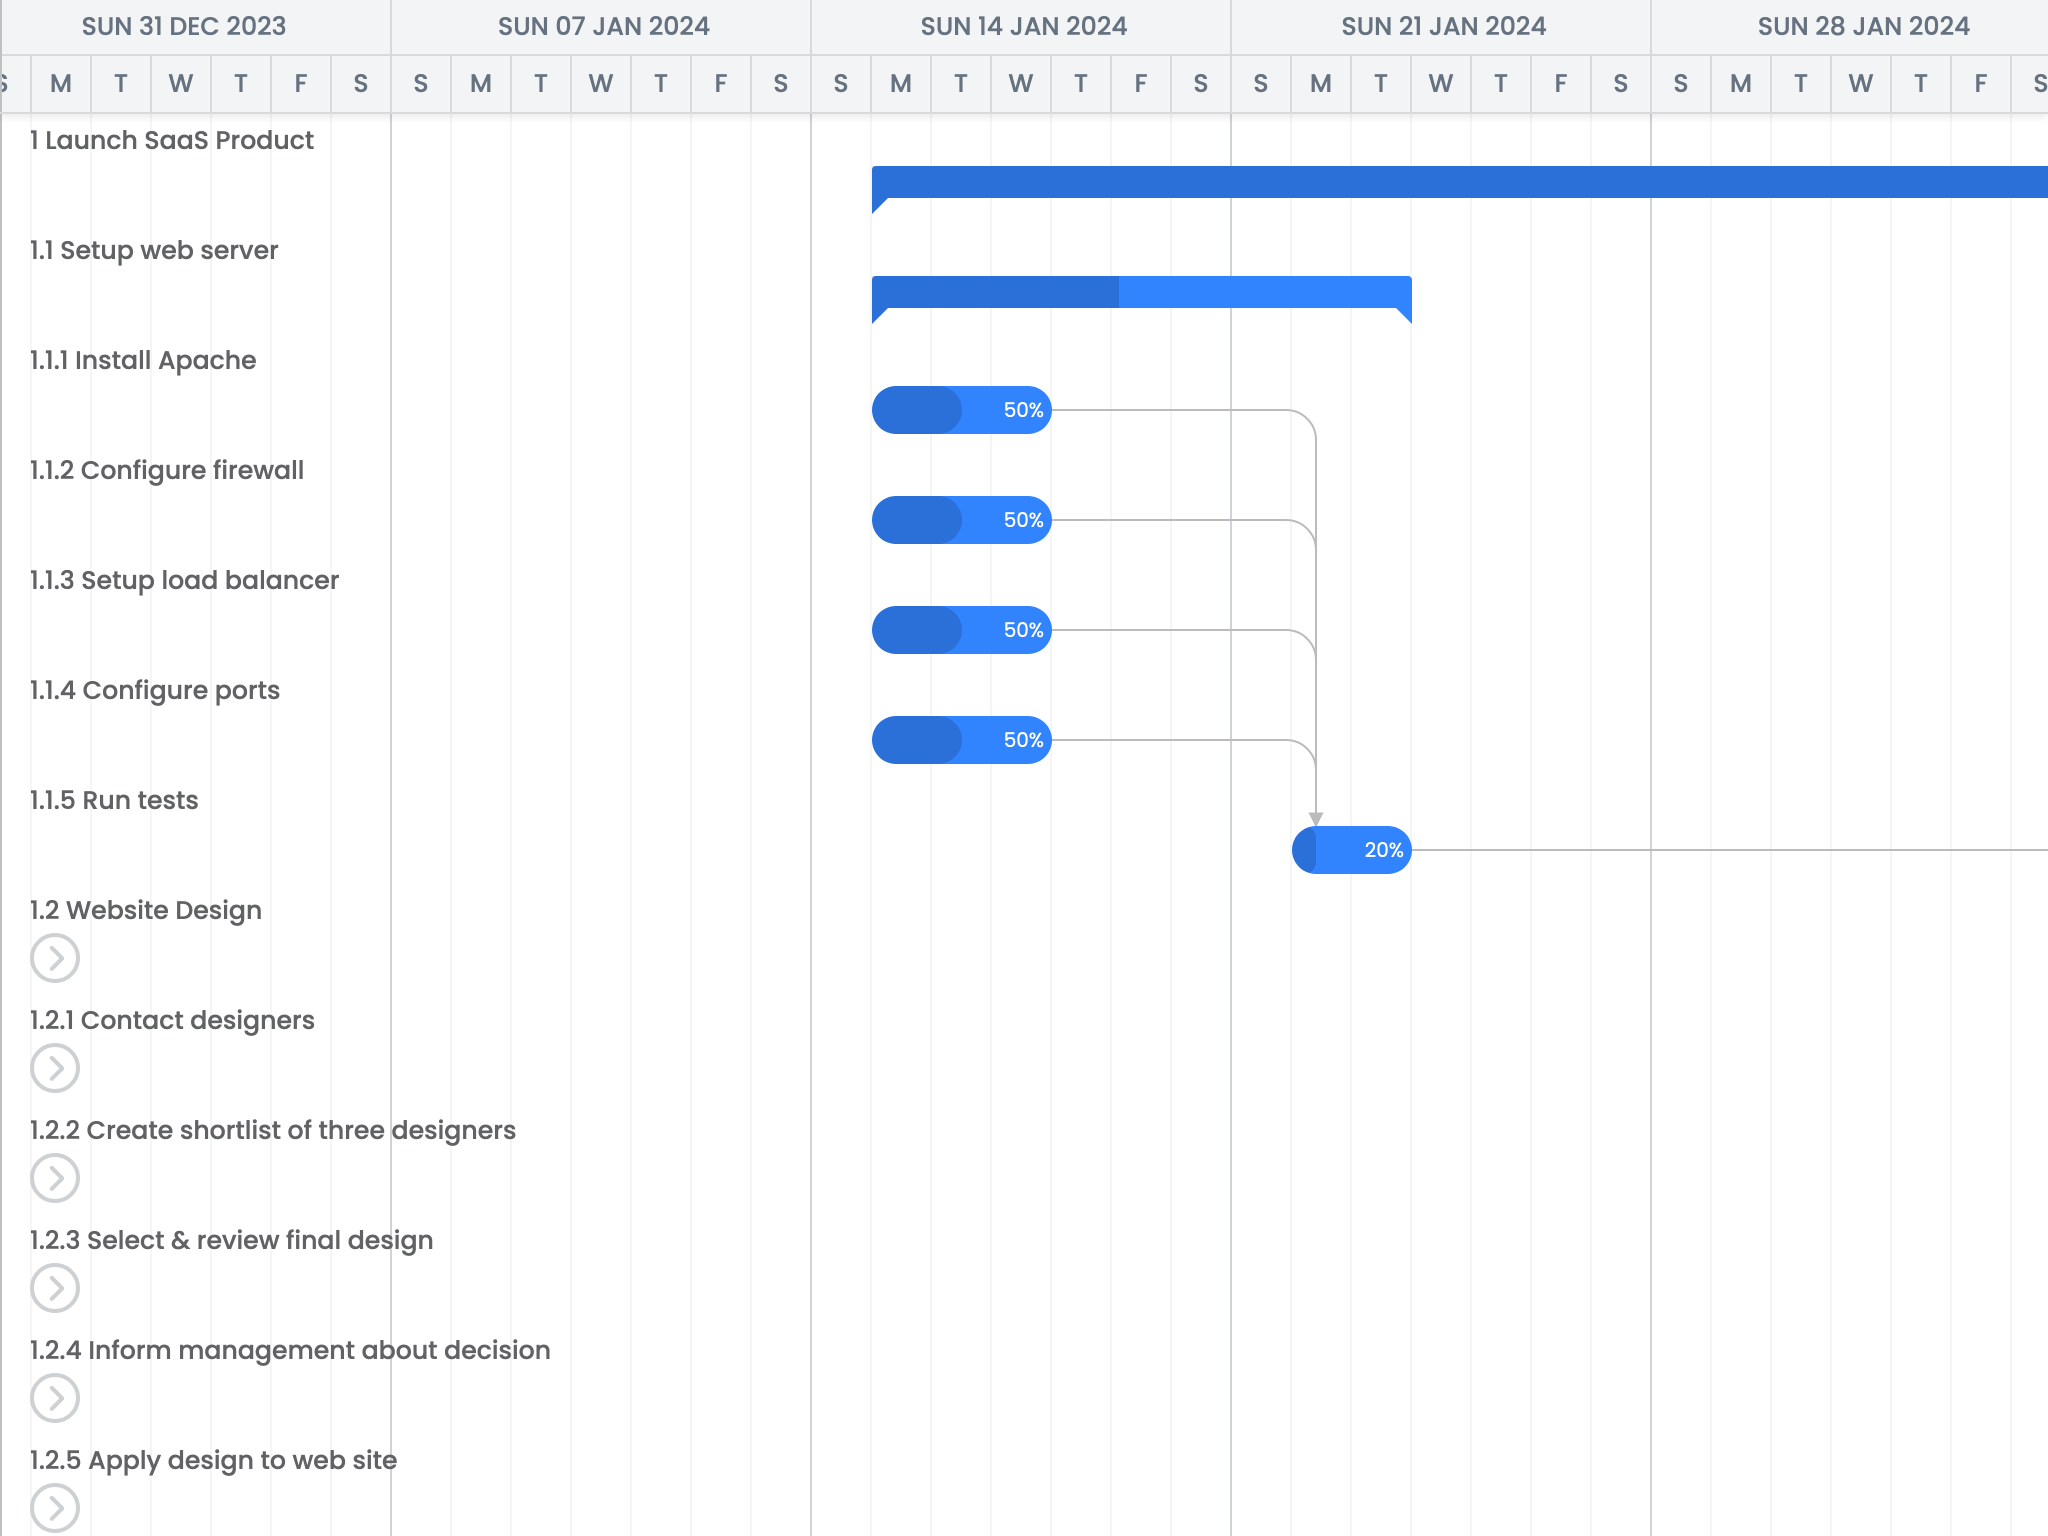 SUN 31 DEC 2023 SUN 07 JAN 2024 SUN 14 JAN 2024 SUN 21 JAN 2024 SUN 28 JAN 2024
S M T W T F S S M T W T F S S M T W T F S S M T W T F S S M T W T F S
1 Launch SaaS Product
1.1 Setup web server
1.1.1 Install Apache
50%
1.1.2 Configure firewall
50%
1.1.3 Setup load balancer
50%
1.1.4 Configure ports
50%
1.1.5 Run tests
20%
1.2 Website Design
1.2.1 Contact designers
1.2.2 Create shortlist of three designers
1.2.3 Select & review final design
1.2.4 Inform management about decision
1.2.5 Apply design to web site